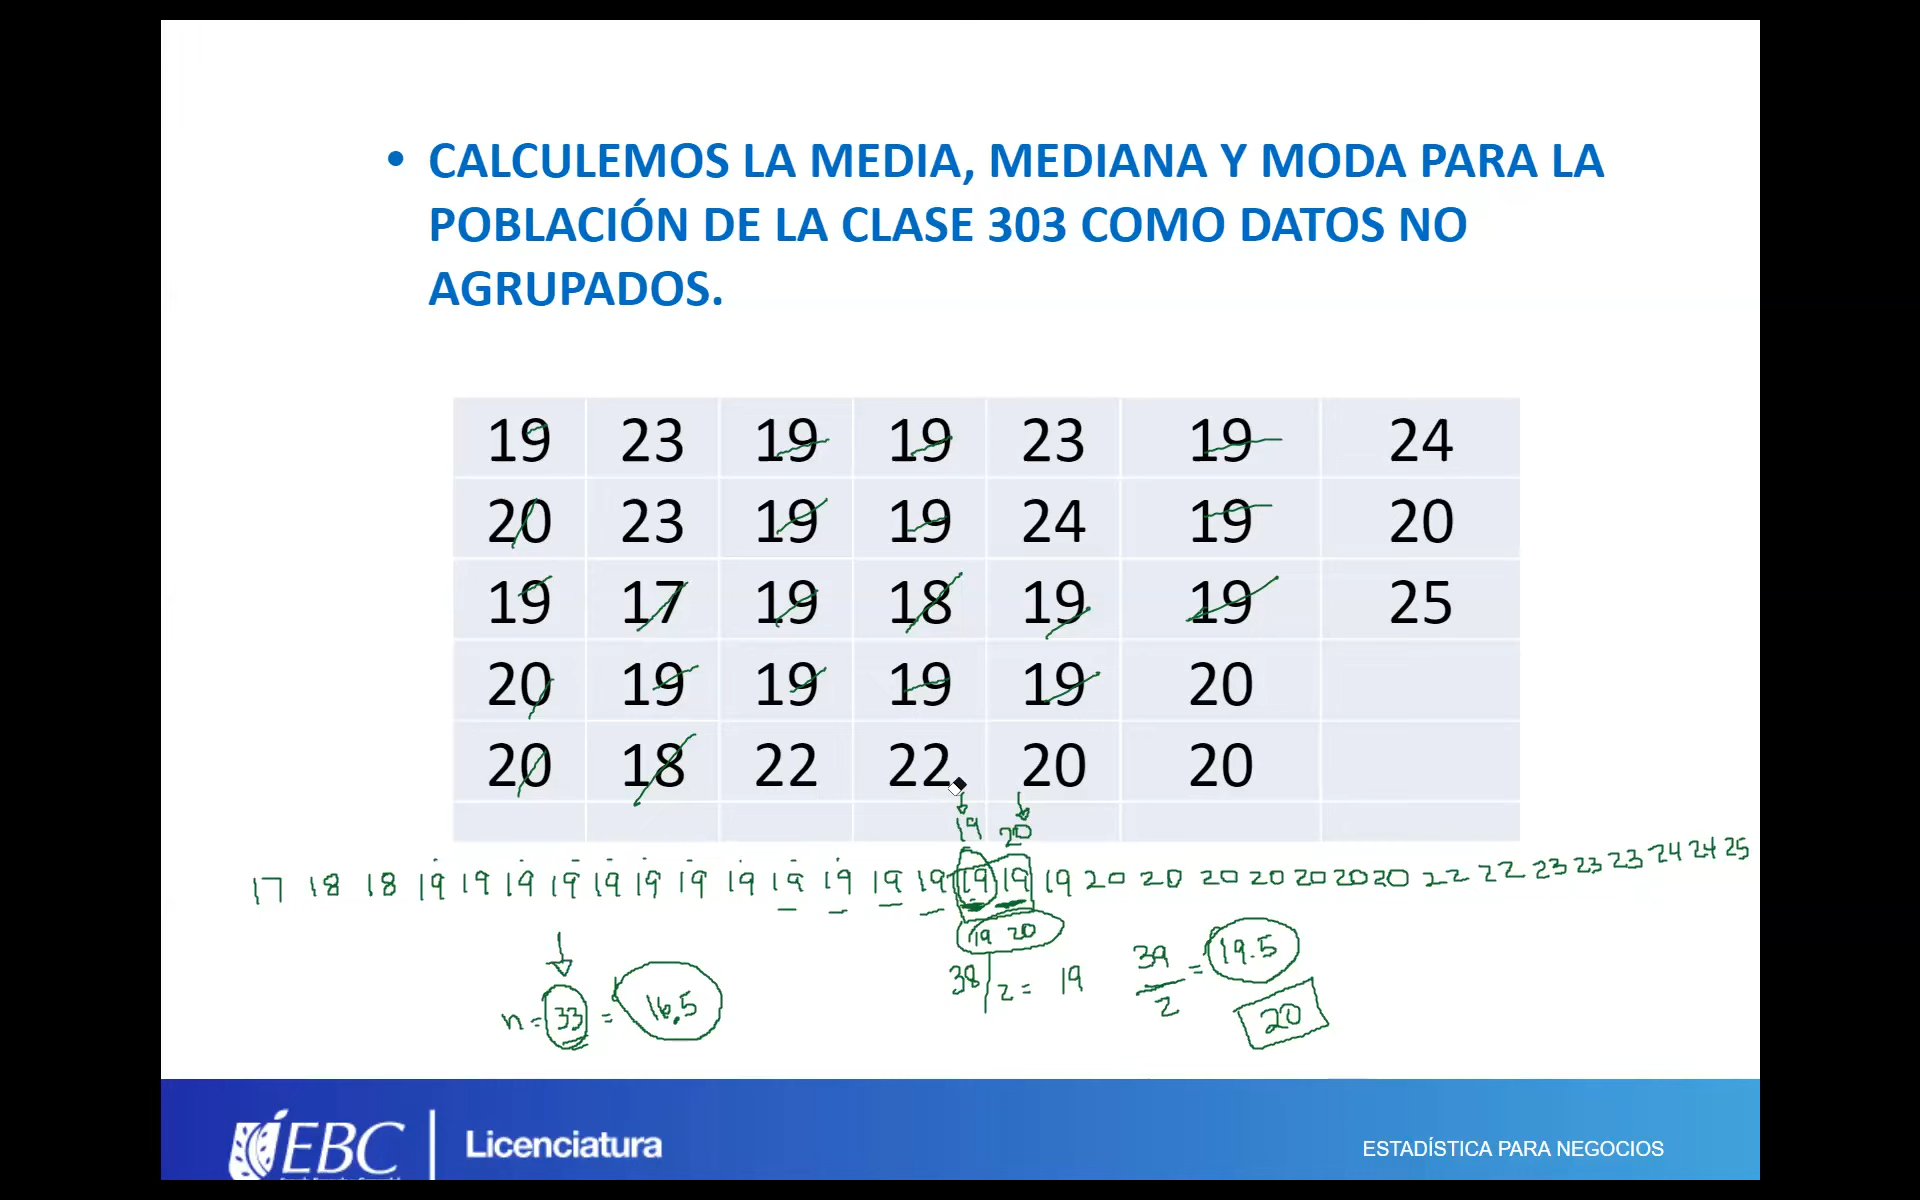 • CALCULEMOS LA MEDIA, MEDIANA Y MODA PARA LA
POBLACIÓN DE LA CLASE 303 COMO DATOS NO
AGRUPADOS.
19 23 19 19 23 19 24
20 23 19 19 24 19 20
19 17 19 18 19 19 25
20 19 19 19 19 20
20 18 22 22 20 20
19 20
17 18 18 19 19 19 19 19 19 19 19 19 19 19 19 19 19 19 20 20 20 20 20 20 20 22 22 23 23 23 24 24 25
19 20
38 / 2 = 19
39 / 2 = 19.5
20
n = 33 = 16.5
EBC
Licenciatura
ESTADÍSTICA PARA NEGOCIOS